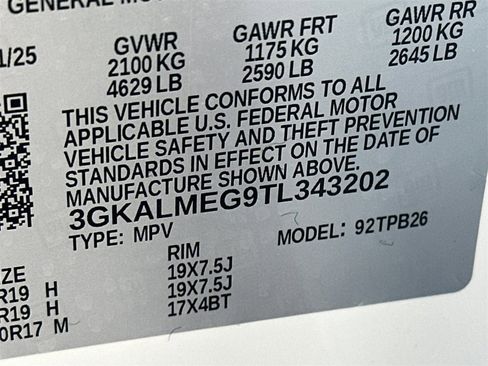 GENERAL MO
1/25 GVWR GAWR FRT GAWR RR
2100 KG 1175 KG 1200 KG
4629 LB 2590 LB 2645 LB
THIS VEHICLE CONFORMS TO ALL
APPLICABLE U.S. FEDERAL MOTOR
VEHICLE SAFETY AND THEFT PREVENTION
STANDARDS IN EFFECT ON THE DATE OF
MANUFACTURE SHOWN ABOVE.
3GKALMEG9TL343202
TYPE: MPV MODEL: 92TPB26
ZE RIM
R19 H 19X7.5J
R19 H 19X7.5J
0R17 M 17X4BT